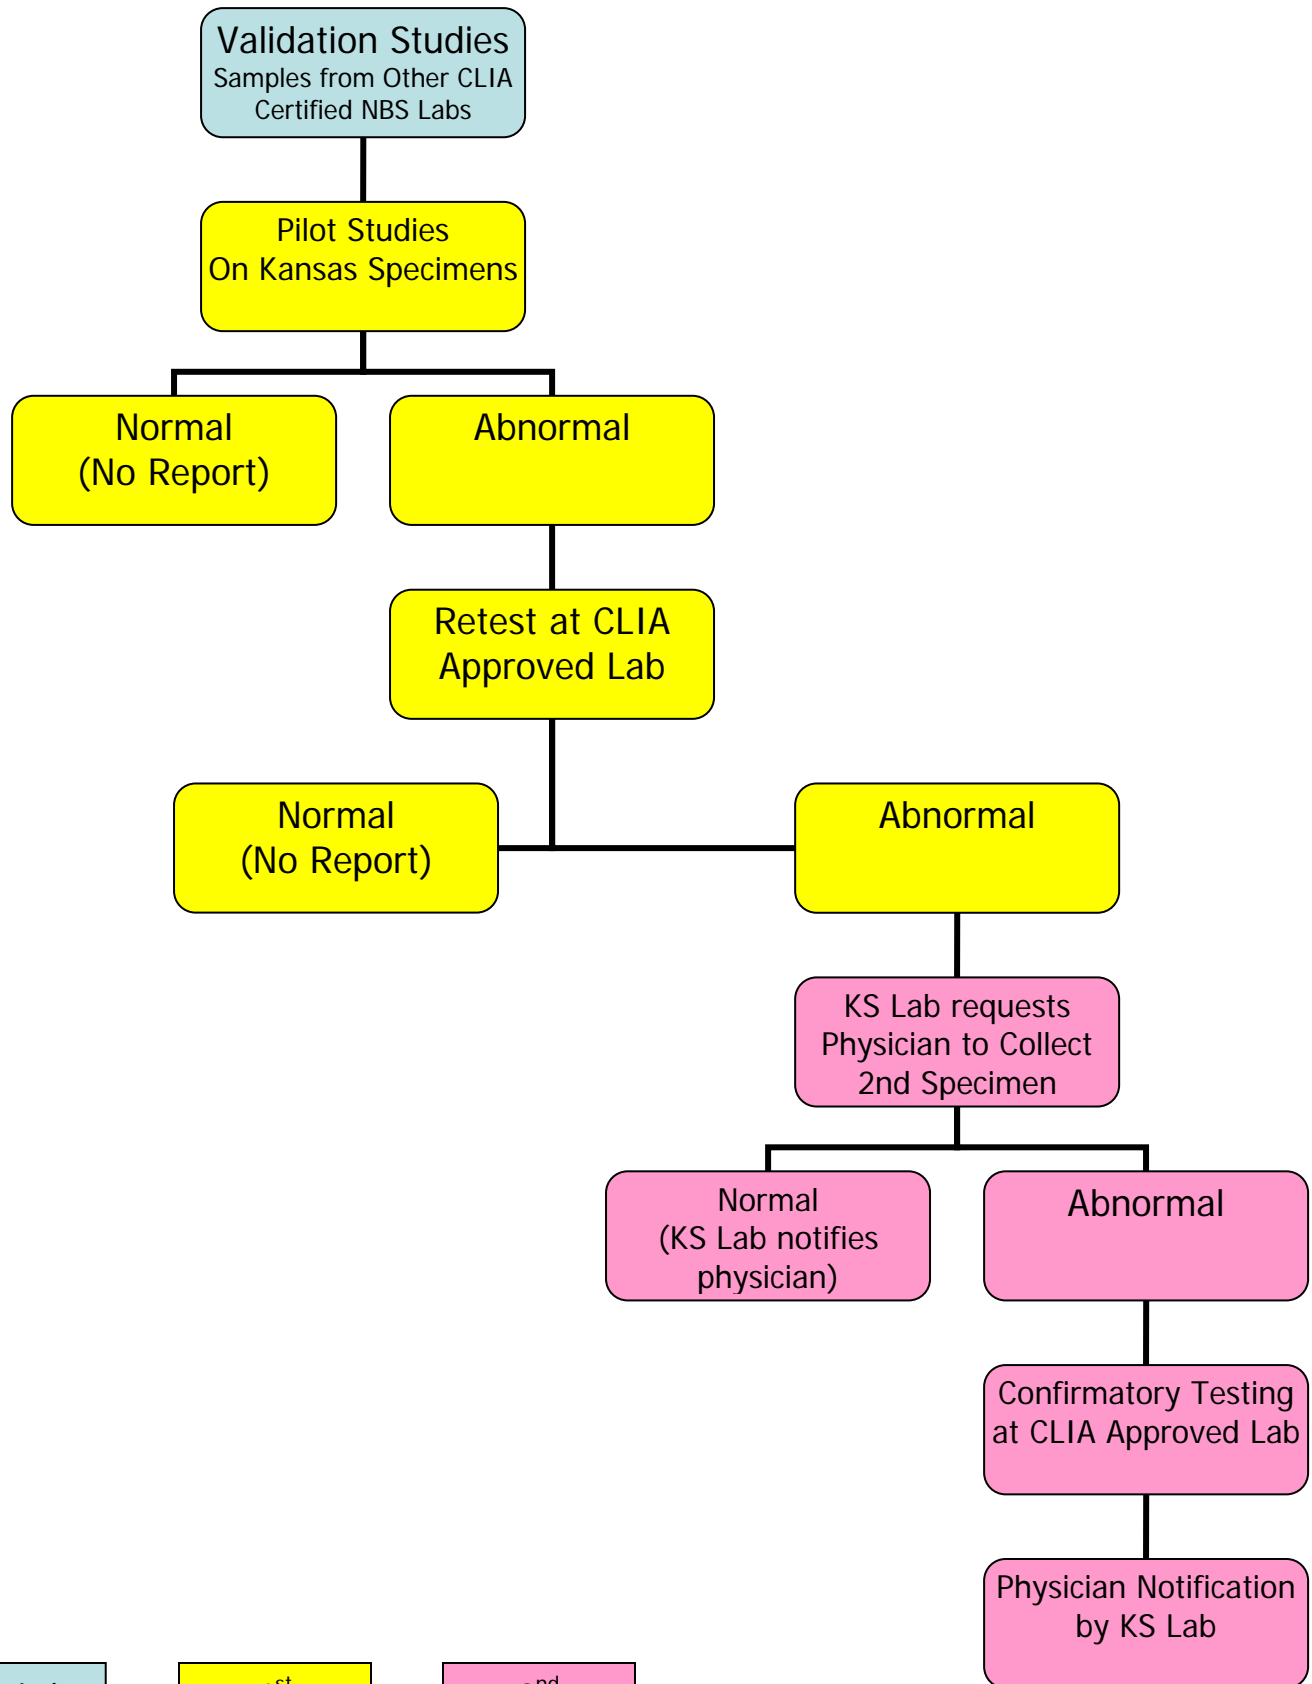 Validation Studies
Samples from Other CLIA
Certified NBS Labs
Pilot Studies
On Kansas Specimens
Normal
(No Report)
Abnormal
Retest at CLIA
Approved Lab
Normal
(No Report)
Abnormal
KS Lab requests
Physician to Collect
2nd Specimen
Normal
(KS Lab notifies
physician)
Abnormal
Confirmatory Testing
at CLIA Approved Lab
Physician Notification
by KS Lab
st
nd